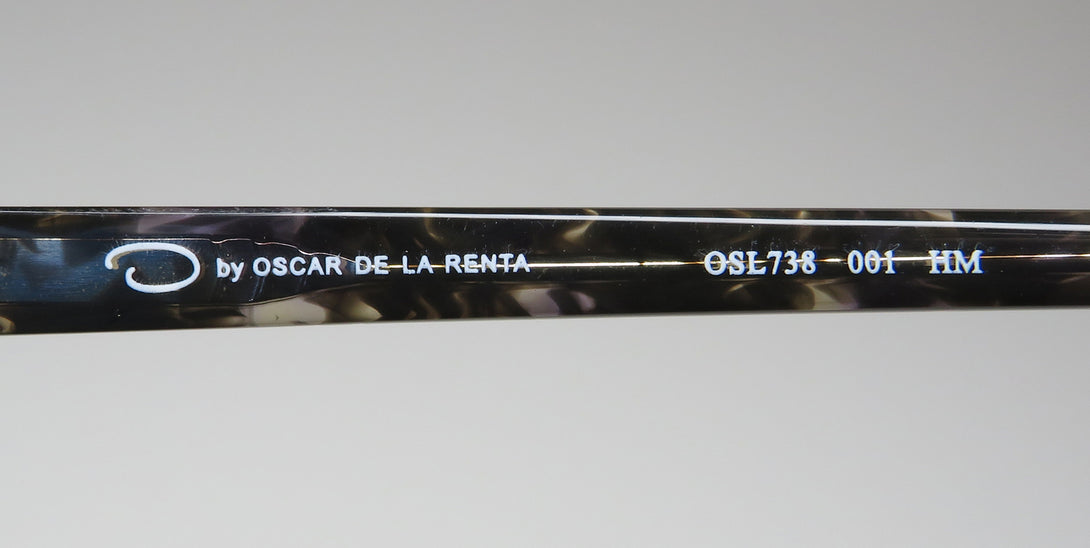 O by OSCAR DE LA RENTA OSL738 001 HM